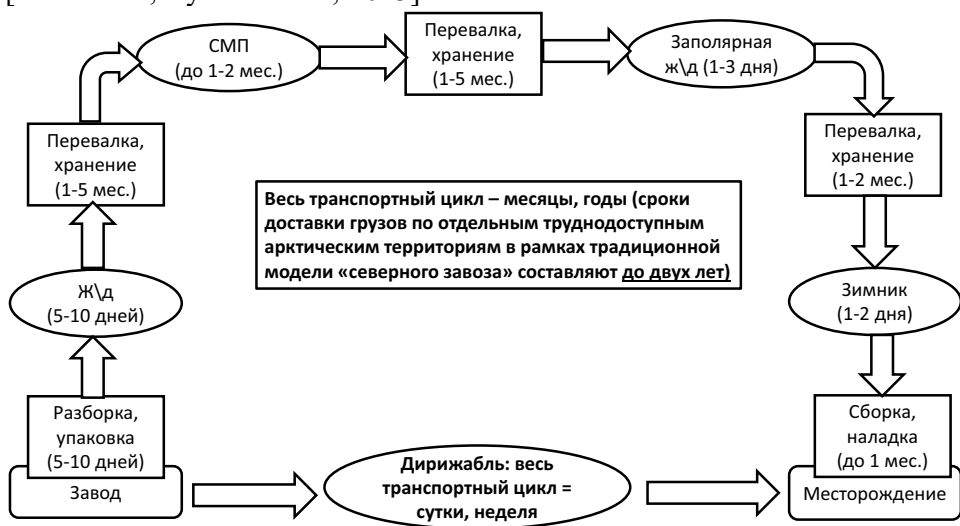 СМП
(до 1-2 мес.)
Перевалка,
хранение
(1-5 мес.)
Заполярная
ж\д (1-3 дня)
Перевалка,
хранение
(1-5 мес.)
Перевалка,
хранение
(1-2 мес.)
Весь транспортный цикл – месяцы, годы (сроки
доставки грузов по отдельным труднодоступным
арктическим территориям в рамках традиционной
модели «северного завоза» составляют до двух лет)
Ж\д
(5-10 дней)
Зимник
(1-2 дня)
Разборка,
упаковка
(5-10 дней)
Завод
Дирижабль: весь
транспортный цикл =
сутки, неделя
Сборка,
наладка
(до 1 мес.)
Месторождение